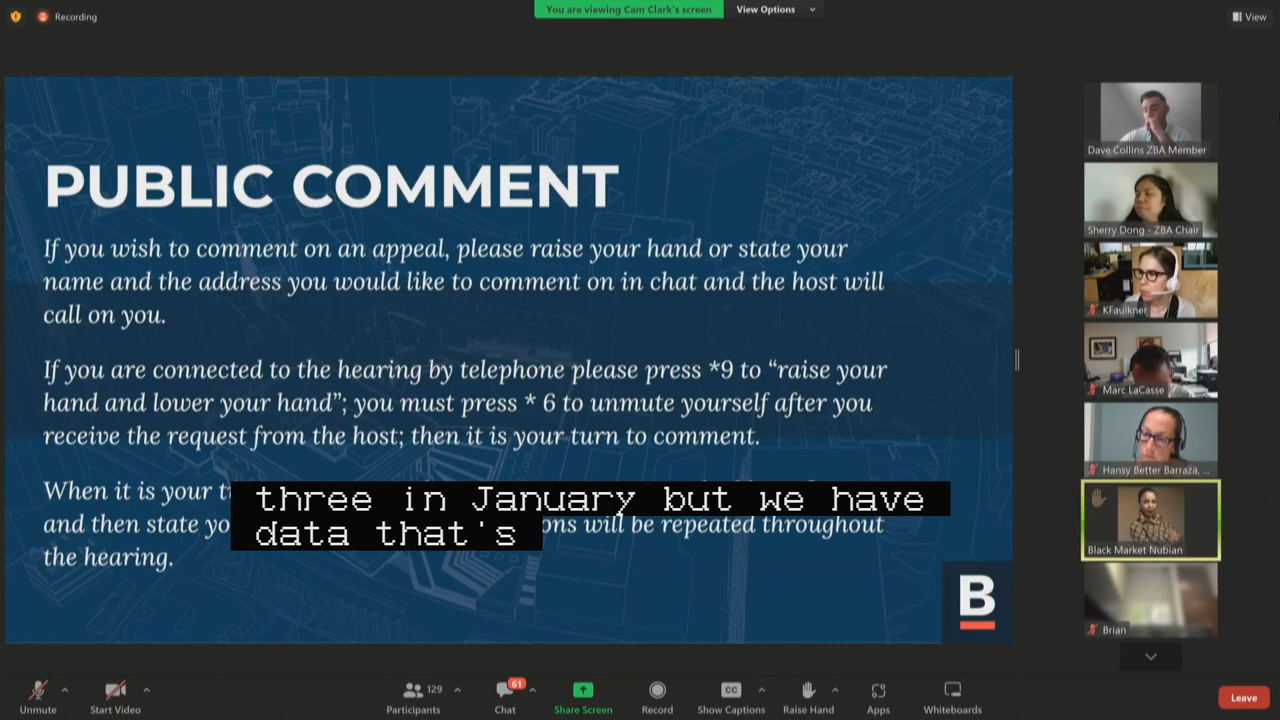 Recording
You are viewing Cam Clark's screen
View Options
View
PUBLIC COMMENT
If you wish to comment on an appeal, please raise your hand or state your
name and the address you would like to comment on in chat and the host will
call on you.
If you are connected to the hearing by telephone please press *9 to “raise your
hand and lower your hand”; you must press * 6 to unmute yourself after you
receive the request from the host; then it is your turn to comment.
When it is your
and then state
will be repeated throughout
the hearing.
three in January but we have
data that's
B
Dave Collins ZBA Member
Sherry Dong - ZBA Chair
KFaulkner
Marc LaCasse
Hansy Better Barraza, ...
Black Market Nubian
Brian
Unmute
Start Video
129
Participants
61
Chat
Share Screen
Record
CC
Show Captions
Raise Hand
Apps
Whiteboards
Leave